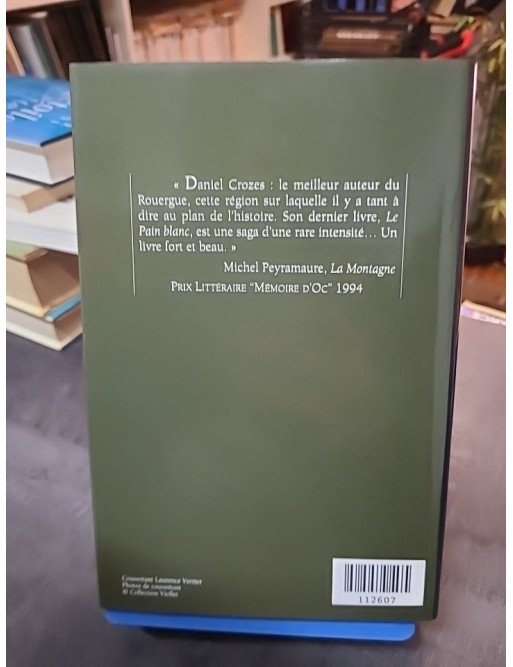 « Daniel Crozes : le meilleur auteur du
Rouergue, cette région sur laquelle il y a tant à
dire au plan de l'histoire. Son dernier livre, Le
Pain blanc, est une saga d'une rare intensité... Un
livre fort et beau. »
Michel Peyramaure, La Montagne
PRIX LITTÉRAIRE "MÉMOIRE D'OC" 1994
Couverture Laurence Verrier
Photos de couverture
© Collection Viollet
112607